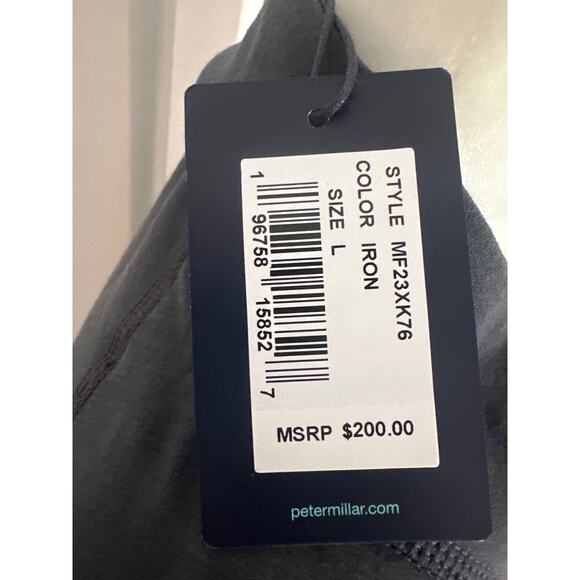 STYLE MF23XK76
COLOR IRON
SIZE L
1 96758 15852 7
MSRP $200.00
petermillar.com